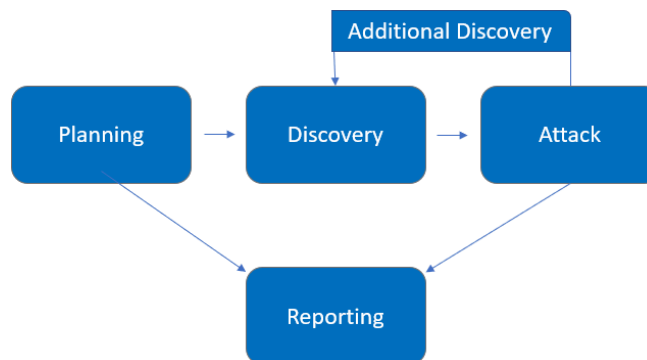 Additional Discovery
Planning
Discovery
Attack
Reporting